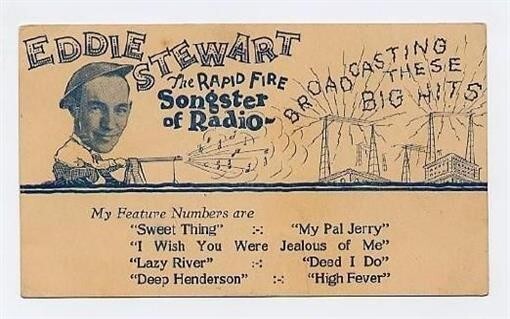 EDDIE STEWART
The RAPID FIRE
Songster
of Radio~
BROADCASTING
THESE
BIG HITS
My Feature Numbers are
"Sweet Thing" :-: "My Pal Jerry"
"I Wish You Were Jealous of Me"
"Lazy River" :-: "Deed I Do"
"Deep Henderson" :-: "High Fever"